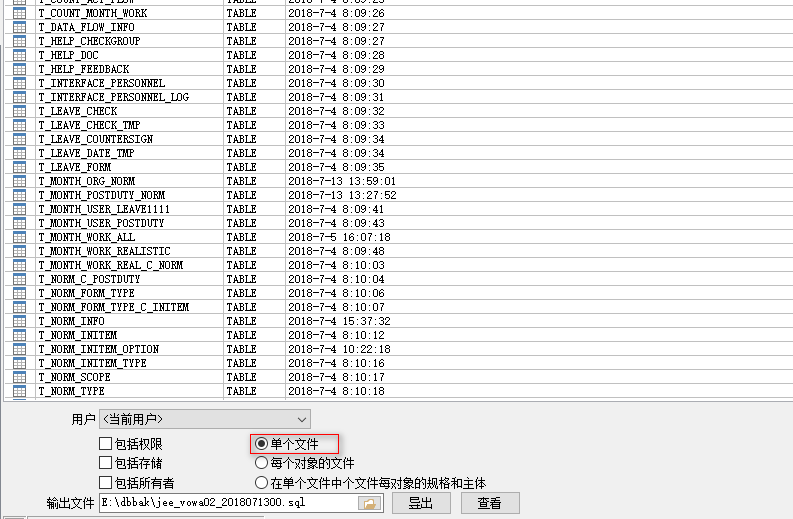 T_COUNT_ACT_FLOW TABLE 2018-7-4 8:09:25
T_COUNT_MONTH_WORK TABLE 2018-7-4 8:09:26
T_DATA_FLOW_INFO TABLE 2018-7-4 8:09:27
T_HELP_CHECKGROUP TABLE 2018-7-4 8:09:27
T_HELP_DOC TABLE 2018-7-4 8:09:28
T_HELP_FEEDBACK TABLE 2018-7-4 8:09:29
T_INTERFACE_PERSONNEL TABLE 2018-7-4 8:09:30
T_INTERFACE_PERSONNEL_LOG TABLE 2018-7-4 8:09:31
T_LEAVE_CHECK TABLE 2018-7-4 8:09:32
T_LEAVE_CHECK_TMP TABLE 2018-7-4 8:09:33
T_LEAVE_COUNTERSIGN TABLE 2018-7-4 8:09:34
T_LEAVE_DATE_TMP TABLE 2018-7-4 8:09:34
T_LEAVE_FORM TABLE 2018-7-4 8:09:35
T_MONTH_ORG_NORM TABLE 2018-7-13 13:59:01
T_MONTH_POSTDUTY_NORM TABLE 2018-7-13 13:27:52
T_MONTH_USER_LEAVE1111 TABLE 2018-7-4 8:09:41
T_MONTH_USER_POSTDUTY TABLE 2018-7-4 8:09:43
T_MONTH_WORK_ALL TABLE 2018-7-5 16:07:18
T_MONTH_WORK_REALISTIC TABLE 2018-7-4 8:09:48
T_MONTH_WORK_REAL_C_NORM TABLE 2018-7-4 8:10:03
T_NORM_C_POSTDUTY TABLE 2018-7-4 8:10:04
T_NORM_FORM_TYPE TABLE 2018-7-4 8:10:06
T_NORM_FORM_TYPE_C_INITEM TABLE 2018-7-4 8:10:07
T_NORM_INFO TABLE 2018-7-4 15:37:32
T_NORM_INITEM TABLE 2018-7-4 8:10:12
T_NORM_INITEM_OPTION TABLE 2018-7-4 10:22:18
T_NORM_INITEM_TYPE TABLE 2018-7-4 8:10:16
T_NORM_SCOPE TABLE 2018-7-4 8:10:17
T_NORM_TYPE TABLE 2018-7-4 8:10:18
用户 <当前用户>
包括权限 单个文件
包括存储 每个对象的文件
包括所有者 在单个文件中个文件每对象的规格和主体
输出文件 E:\dbbak\jee_vowa02_2018071300.sql 导出 查看